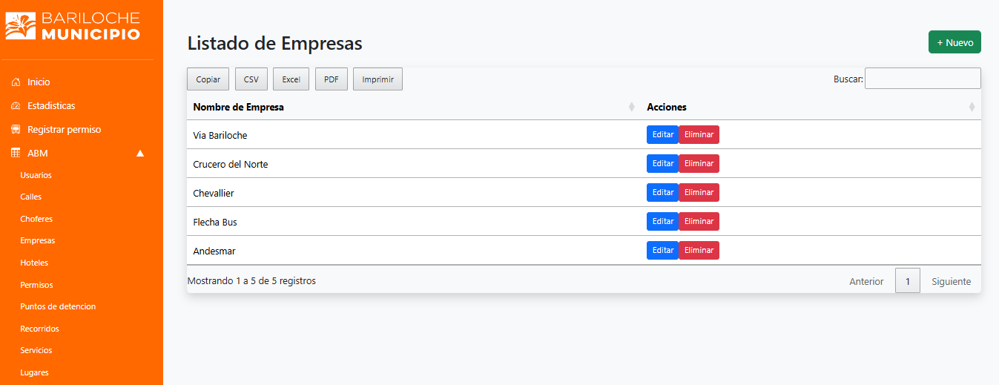 BARILOCHE
MUNICIPIO
Inicio
Estadisticas
Registrar permiso
ABM
Usuarios
Calles
Choferes
Empresas
Hoteles
Permisos
Puntos de detencion
Recorridos
Servicios
Lugares
Listado de Empresas
+ Nuevo
Copiar CSV Excel PDF Imprimir Buscar:
Nombre de Empresa Acciones
Via Bariloche Editar Eliminar
Crucero del Norte Editar Eliminar
Chevallier Editar Eliminar
Flecha Bus Editar Eliminar
Andesmar Editar Eliminar
Mostrando 1 a 5 de 5 registros Anterior 1 Siguiente